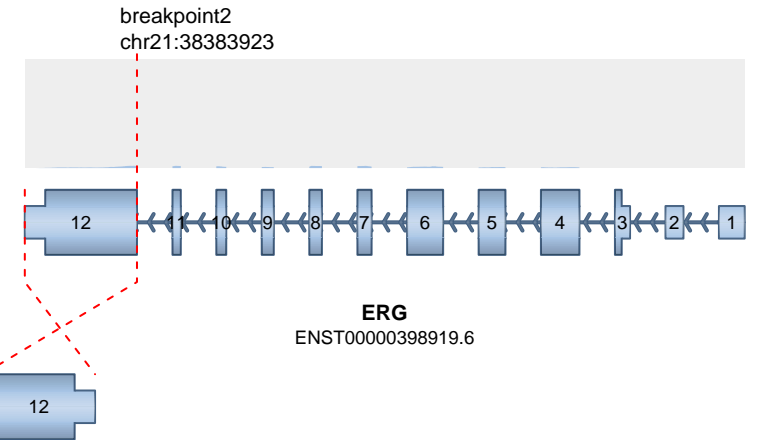 breakpoint2
chr21:38383923
12 11 10 9 8 7 6 5 4 3 2 1
ERG
ENST00000398919.6
12